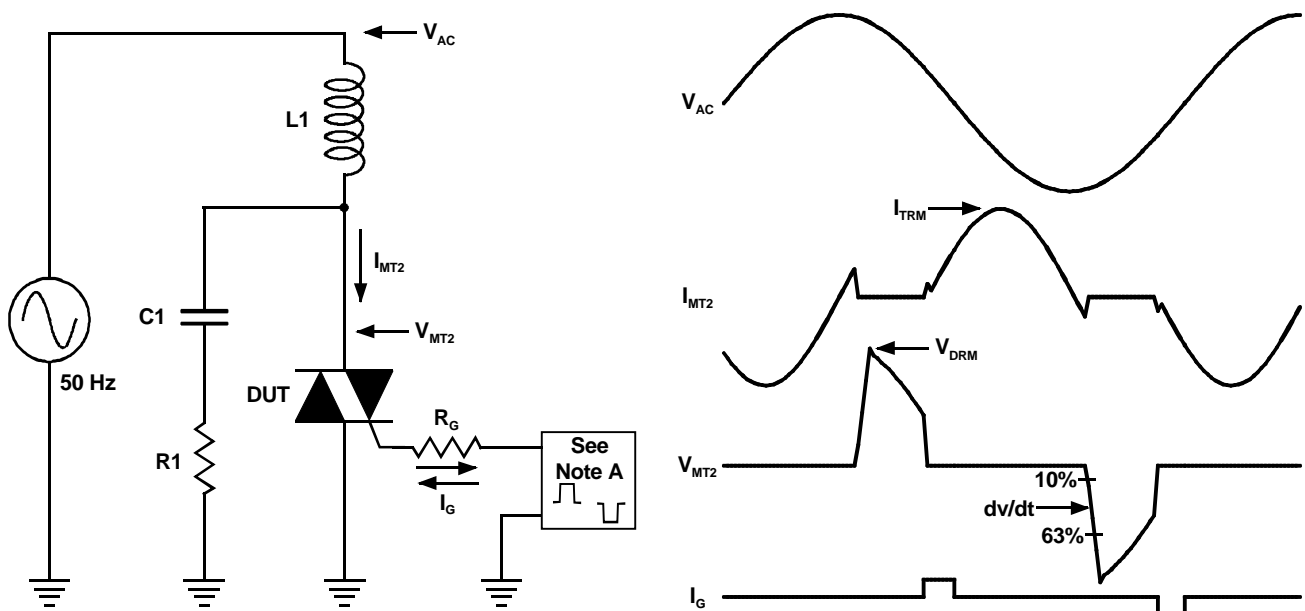 V_AC
L1
I_MT2
C1
V_MT2
50 Hz
DUT
R_G
R1
See
Note A
I_G
V_AC
I_TRM
I_MT2
V_DRM
V_MT2
10%
dv/dt
63%
I_G